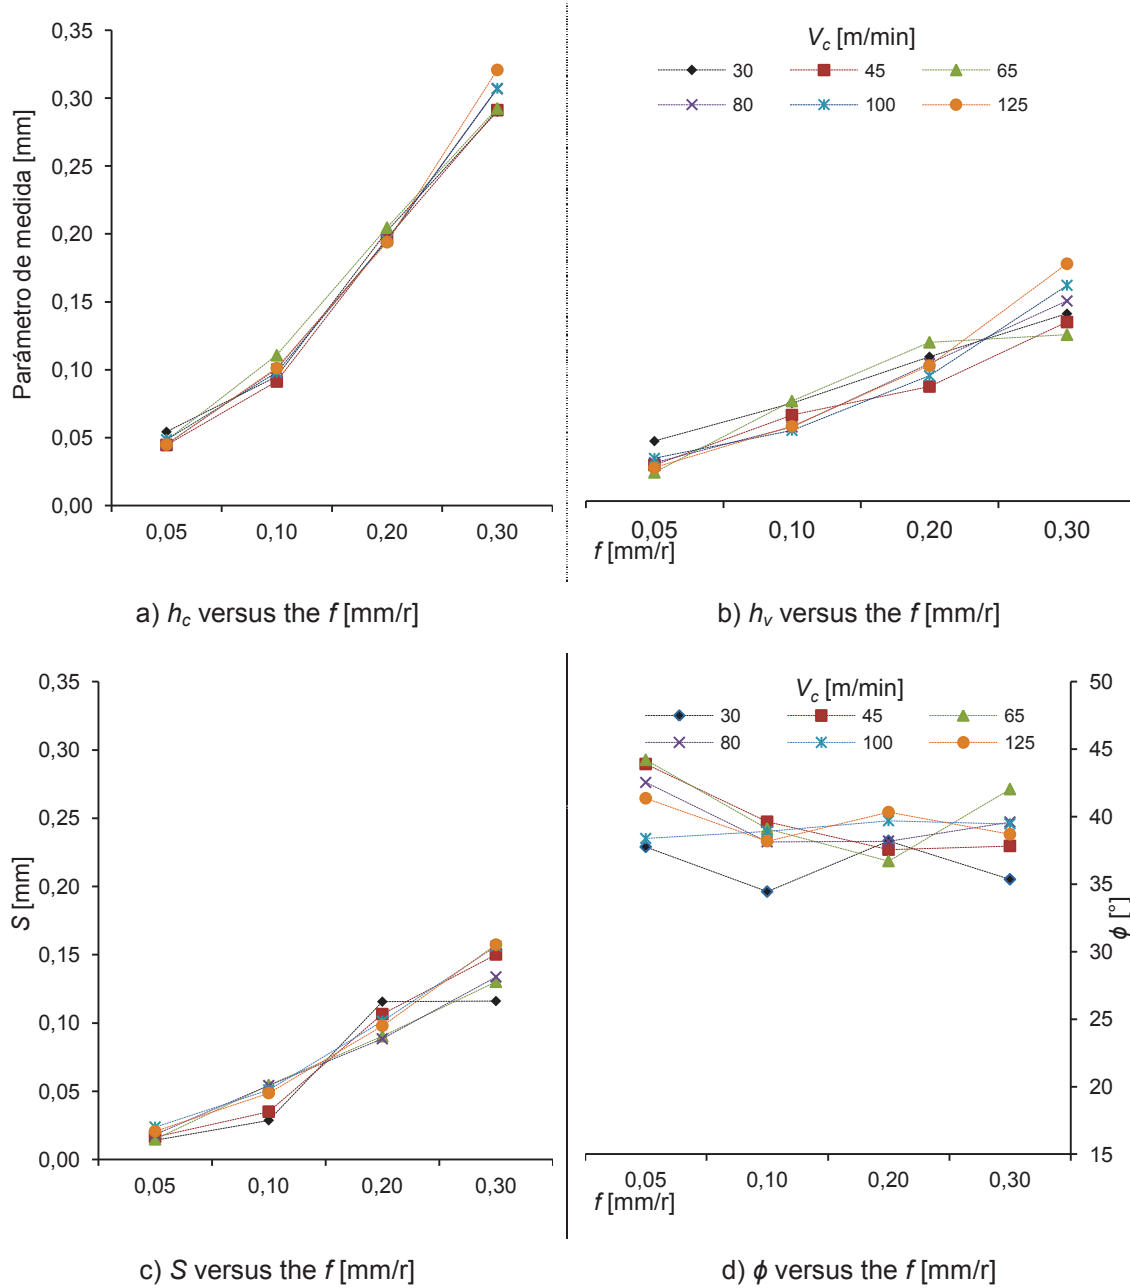 Parámetro de medida [mm]
0,35
0,30
0,25
0,20
0,15
0,10
0,05
0,00
0,05 0,10 0,20 0,30
a) h_c versus the f [mm/r]
V_c [m/min]
30 45 65
80 100 125
0,05 0,10 0,20 0,30
f [mm/r]
b) h_v versus the f [mm/r]
S [mm]
0,35
0,30
0,25
0,20
0,15
0,10
0,05
0,00
0,05 0,10 0,20 0,30
c) S versus the f [mm/r]
V_c [m/min]
30 45 65
80 100 125
50
45
40
35
30
25
20
15
ϕ [°]
0,05 0,10 0,20 0,30
f [mm/r]
d) ϕ versus the f [mm/r]